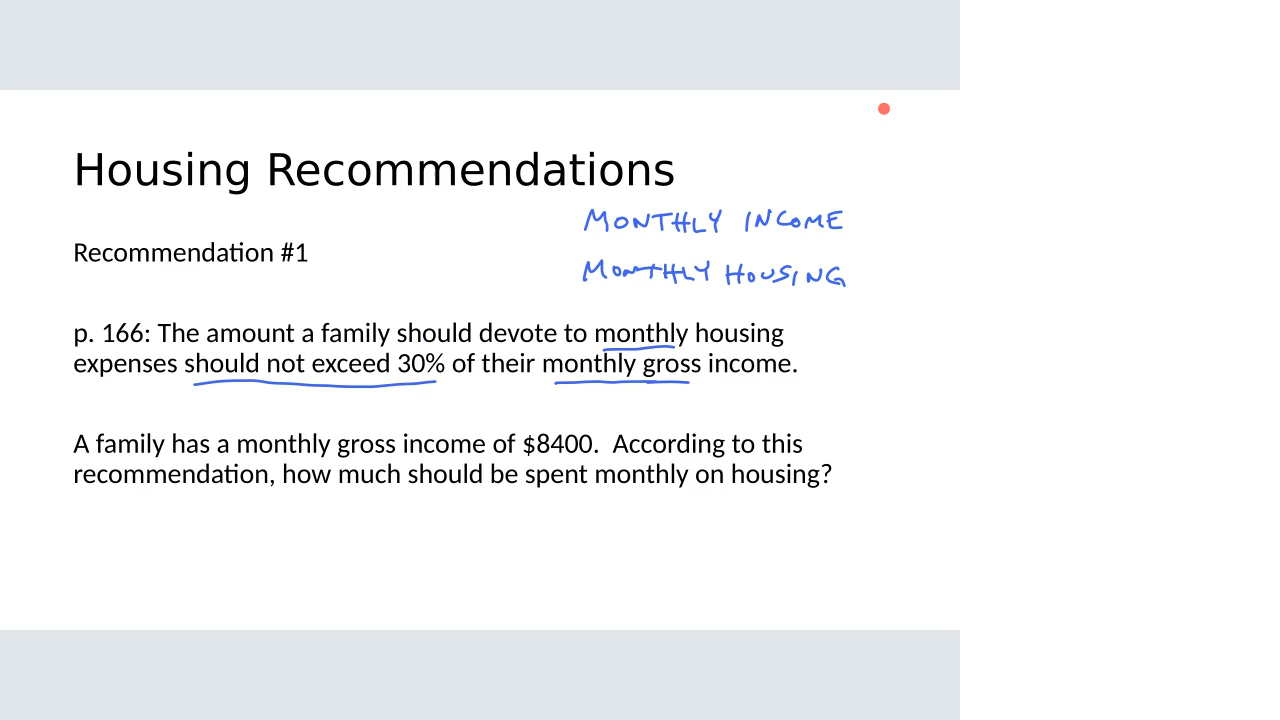 Housing Recommendations
MONTHLY INCOME
Recommendation #1
MONTHLY HOUSING
p. 166: The amount a family should devote to monthly housing
expenses should not exceed 30% of their monthly gross income.
A family has a monthly gross income of $8400.  According to this
recommendation, how much should be spent monthly on housing?